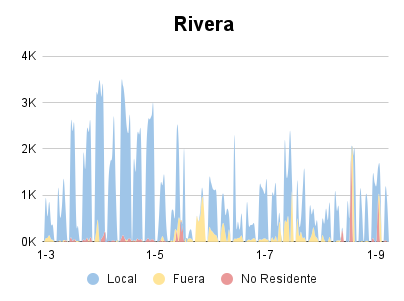 Rivera
4K
3K
2K
1K
0K
1-3 1-5 1-7 1-9
Local Fuera No Residente